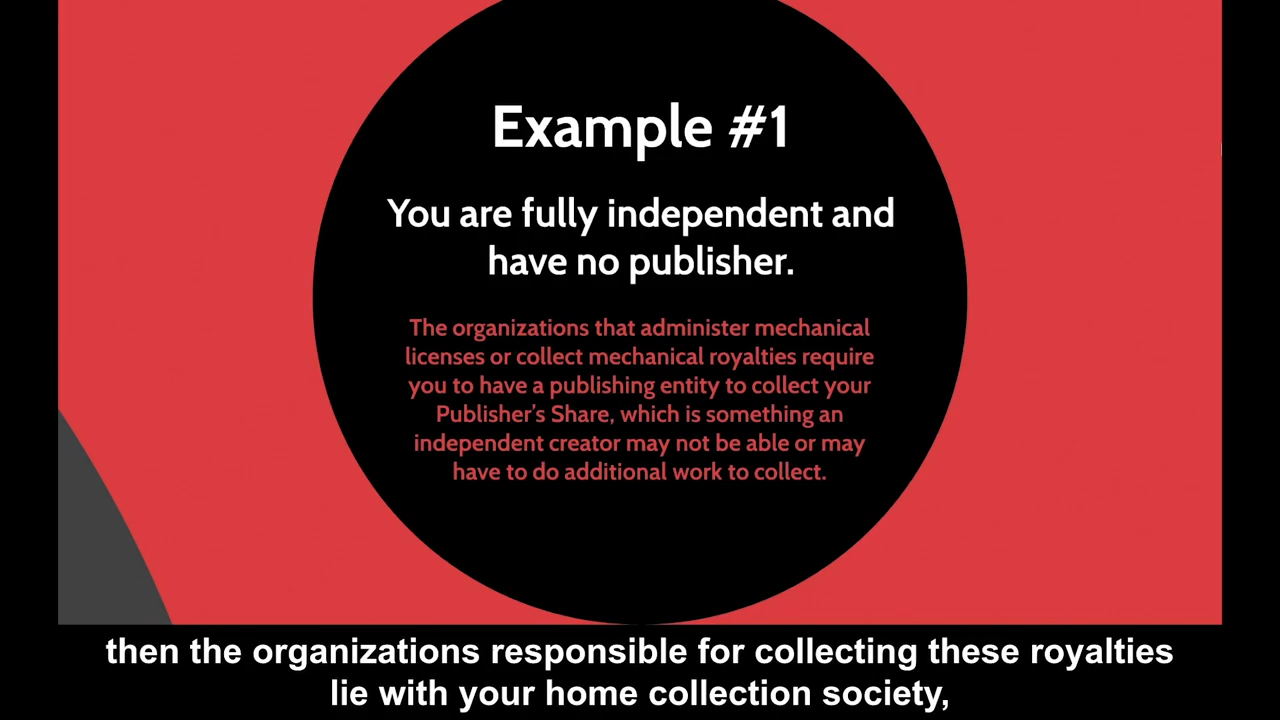 Example #1
You are fully independent and
have no publisher.
The organizations that administer mechanical
licenses or collect mechanical royalties require
you to have a publishing entity to collect your
Publisher's Share, which is something an
independent creator may not be able or may
have to do additional work to collect.
then the organizations responsible for collecting these royalties
lie with your home collection society,